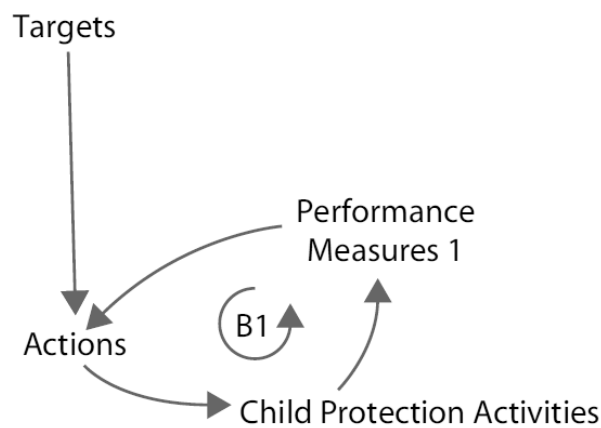 Targets
Performance
Measures 1
B1
Actions
Child Protection Activities